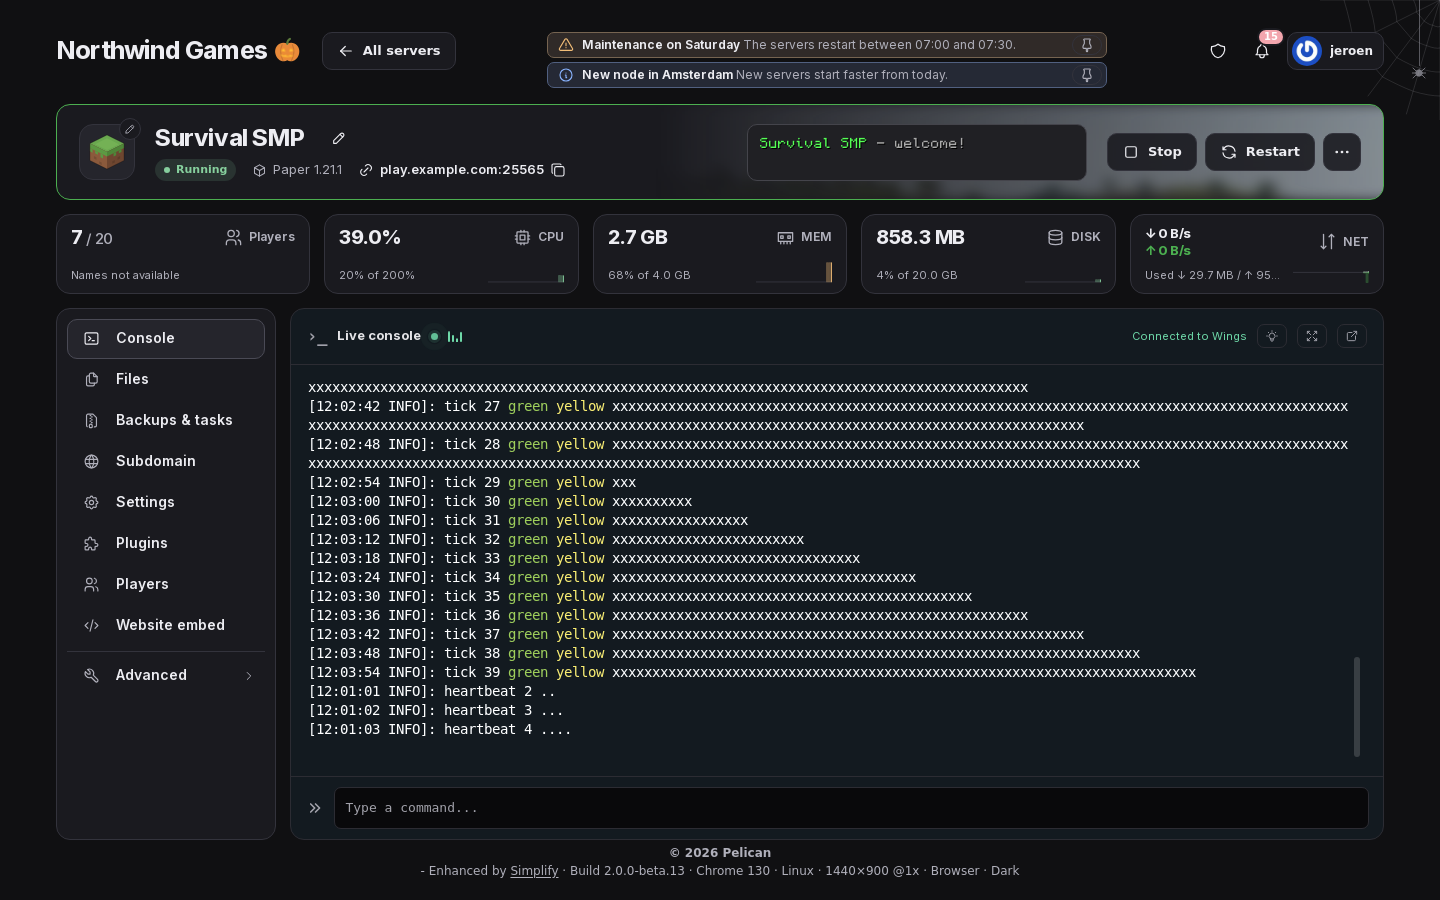 Northwind Games
All servers
Maintenance on Saturday The servers restart between 07:00 and 07:30.
New node in Amsterdam New servers start faster from today.
15
jeroen
Survival SMP
Running
Paper 1.21.1
play.example.com:25565
Survival SMP - welcome!
Stop
Restart
7 / 20
Players
Names not available
39.0%
CPU
20% of 200%
2.7 GB
MEM
68% of 4.0 GB
858.3 MB
DISK
4% of 20.0 GB
↓ 0 B/s
↑ 0 B/s
NET
Used ↓ 29.7 MB / ↑ 95...
Console
Files
Backups & tasks
Subdomain
Settings
Plugins
Players
Website embed
Advanced
Live console
Connected to Wings
xxxxxxxxxxxxxxxxxxxxxxxxxxxxxxxxxxxxxxxxxxxxxxxxxxxxxxxxxxxxxxxxxxxxxxxxxxxxxxxxxxxxxxxxxx
[12:02:42 INFO]: tick 27 green yellow xxxxxxxxxxxxxxxxxxxxxxxxxxxxxxxxxxxxxxxxxxxxxxxxxxxxxxxxxxxxxxxxxxxxxxxxxxxxxxxxxxxxxxxxxxxx
xxxxxxxxxxxxxxxxxxxxxxxxxxxxxxxxxxxxxxxxxxxxxxxxxxxxxxxxxxxxxxxxxxxxxxxxxxxxxxxxxxxxxxxxxxxxxxxxx
[12:02:48 INFO]: tick 28 green yellow xxxxxxxxxxxxxxxxxxxxxxxxxxxxxxxxxxxxxxxxxxxxxxxxxxxxxxxxxxxxxxxxxxxxxxxxxxxxxxxxxxxxxxxxxxxx
xxxxxxxxxxxxxxxxxxxxxxxxxxxxxxxxxxxxxxxxxxxxxxxxxxxxxxxxxxxxxxxxxxxxxxxxxxxxxxxxxxxxxxxxxxxxxxxxxxxxxxxx
[12:02:54 INFO]: tick 29 green yellow xxx
[12:03:00 INFO]: tick 30 green yellow xxxxxxxxxx
[12:03:06 INFO]: tick 31 green yellow xxxxxxxxxxxxxxxxx
[12:03:12 INFO]: tick 32 green yellow xxxxxxxxxxxxxxxxxxxxxxxx
[12:03:18 INFO]: tick 33 green yellow xxxxxxxxxxxxxxxxxxxxxxxxxxxxxxx
[12:03:24 INFO]: tick 34 green yellow xxxxxxxxxxxxxxxxxxxxxxxxxxxxxxxxxxxxxx
[12:03:30 INFO]: tick 35 green yellow xxxxxxxxxxxxxxxxxxxxxxxxxxxxxxxxxxxxxxxxxxxxx
[12:03:36 INFO]: tick 36 green yellow xxxxxxxxxxxxxxxxxxxxxxxxxxxxxxxxxxxxxxxxxxxxxxxxxxxx
[12:03:42 INFO]: tick 37 green yellow xxxxxxxxxxxxxxxxxxxxxxxxxxxxxxxxxxxxxxxxxxxxxxxxxxxxxxxxxxx
[12:03:48 INFO]: tick 38 green yellow xxxxxxxxxxxxxxxxxxxxxxxxxxxxxxxxxxxxxxxxxxxxxxxxxxxxxxxxxxxxxxxxxx
[12:03:54 INFO]: tick 39 green yellow xxxxxxxxxxxxxxxxxxxxxxxxxxxxxxxxxxxxxxxxxxxxxxxxxxxxxxxxxxxxxxxxxxxxxxxxx
[12:01:01 INFO]: heartbeat 2 ..
[12:01:02 INFO]: heartbeat 3 ...
[12:01:03 INFO]: heartbeat 4 ....
Type a command...
© 2026 Pelican
- Enhanced by Simplify · Build 2.0.0-beta.13 · Chrome 130 · Linux · 1440×900 @1x · Browser · Dark